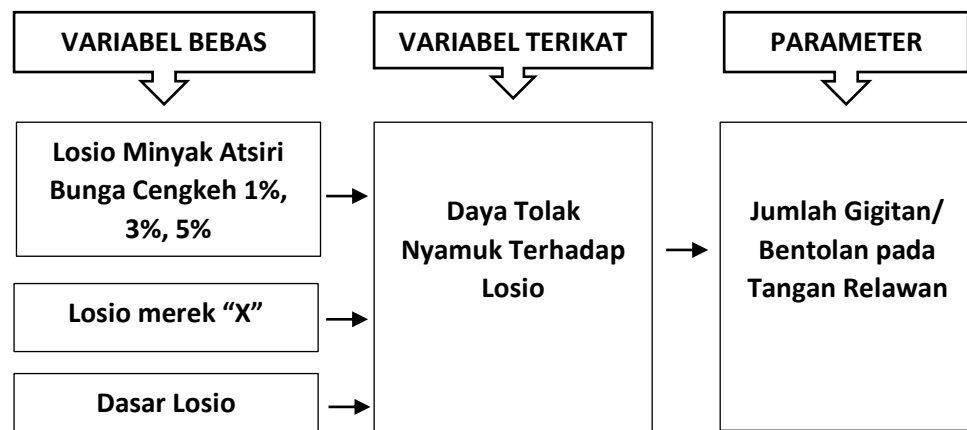 VARIABEL BEBAS
VARIABEL TERIKAT
PARAMETER
Losio Minyak Atsiri
Bunga Cengkeh 1%,
3%, 5%
Losio merek “X”
Dasar Losio
Daya Tolak
Nyamuk Terhadap
Losio
Jumlah Gigitan/
Bentolan pada
Tangan Relawan